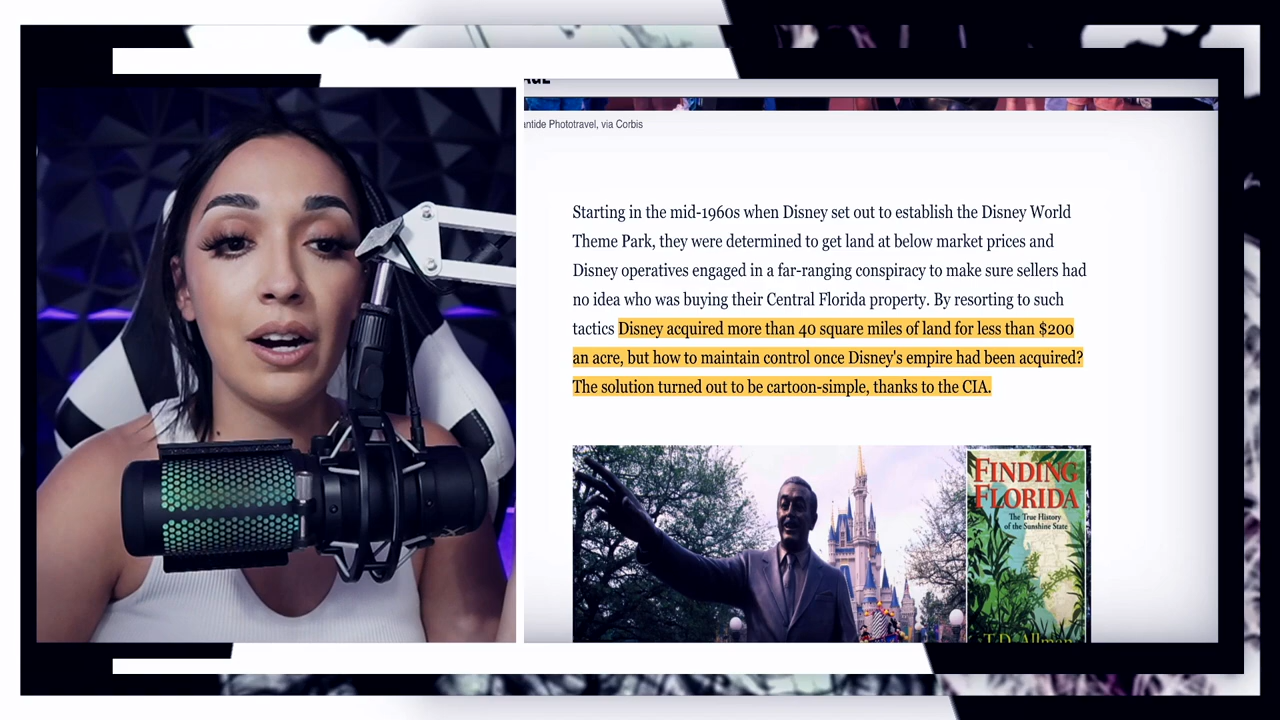 antide Phototravel, via Corbis
Starting in the mid-1960s when Disney set out to establish the Disney World
Theme Park, they were determined to get land at below market prices and
Disney operatives engaged in a far-ranging conspiracy to make sure sellers had
no idea who was buying their Central Florida property. By resorting to such
tactics Disney acquired more than 40 square miles of land for less than $200
an acre, but how to maintain control once Disney's empire had been acquired?
The solution turned out to be cartoon-simple, thanks to the CIA.
FINDING
FLORIDA
The True History
of the Sunshine State
T.D. Allman